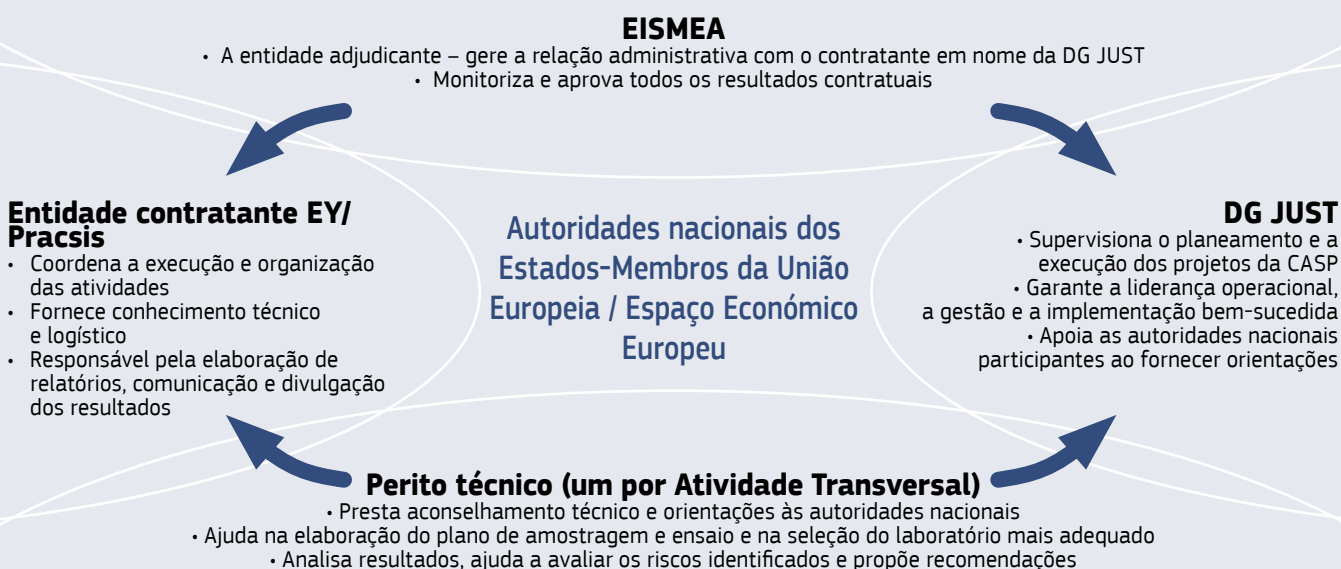 EISMEA
• A entidade adjudicante – gere a relação administrativa com o contratante em nome da DG JUST
• Monitoriza e aprova todos os resultados contratuais
Entidade contratante EY/
Pracsis
• Coordena a execução e organização
das atividades
• Fornece conhecimento técnico
e logístico
• Responsável pela elaboração de
relatórios, comunicação e divulgação
dos resultados
Autoridades nacionais dos
Estados-Membros da União
Europeia / Espaço Económico
Europeu
DG JUST
• Supervisiona o planeamento e a
execução dos projetos da CASP
• Garante a liderança operacional,
a gestão e a implementação bem-sucedida
• Apoia as autoridades nacionais
participantes ao fornecer orientações
Perito técnico (um por Atividade Transversal)
• Presta aconselhamento técnico e orientações às autoridades nacionais
• Ajuda na elaboração do plano de amostragem e ensaio e na seleção do laboratório mais adequado
• Analisa resultados, ajuda a avaliar os riscos identificados e propõe recomendações